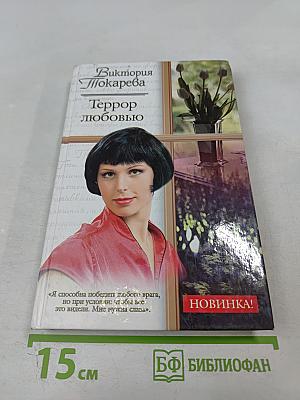 Виктория
Токарева
Террор
любовью
«Я способна победить любого врага,
но при условии: чтобы все
это видели. Мне нужна слава».
НОВИНКА!
15 см
БФ БИБЛИОФАН